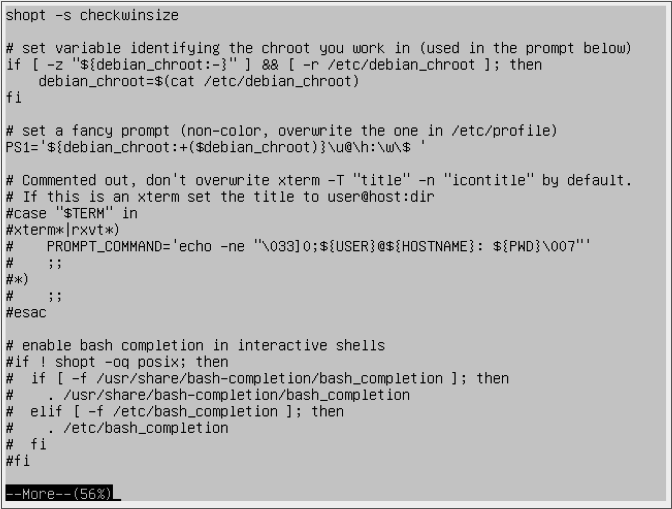 shopt -s checkwinsize

# set variable identifying the chroot you work in (used in the prompt below)
if [ -z "${debian_chroot:-}" ] && [ -r /etc/debian_chroot ]; then
    debian_chroot=$(cat /etc/debian_chroot)
fi

# set a fancy prompt (non-color, overwrite the one in /etc/profile)
PS1='${debian_chroot:+($debian_chroot)}\u@\h:\w\$ '

# Commented out, don't overwrite xterm -T "title" -n "icontitle" by default.
# If this is an xterm set the title to user@host:dir
#case "$TERM" in
#xterm*|rxvt*)
#    PROMPT_COMMAND='echo -ne "\033]0;${USER}@${HOSTNAME}: ${PWD}\007"'
#    ;;
#*)
#    ;;
#esac

# enable bash completion in interactive shells
#if ! shopt -oq posix; then
#  if [ -f /usr/share/bash-completion/bash_completion ]; then
#    . /usr/share/bash-completion/bash_completion
#  elif [ -f /etc/bash_completion ]; then
#    . /etc/bash_completion
#  fi
#fi

--More--(56%)